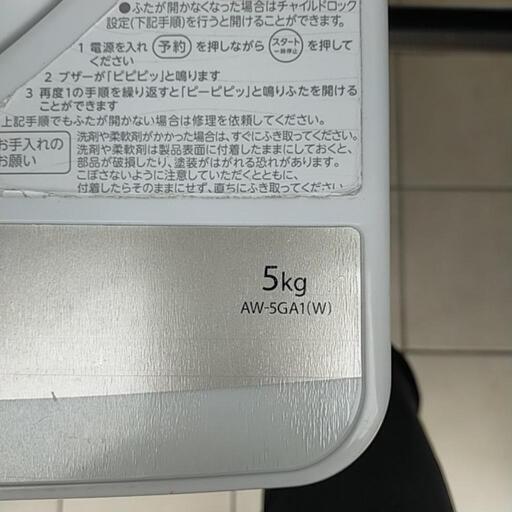 ●ふたが開かなくなった場合はチャイルドロック
設定(下記手順)を行うと開けることができます。
1 電源を入れ 予約 を押しながら スタート 一時停止 を押して
ください
2 ブザーが「ピピピッ」と鳴ります
3 再度1の手順を繰り返すと「ピーピピッ」と鳴りふたを開ける
ことができます
上記手順でもふたが開かない場合は修理を依頼してください。
お手入れの
お願い
洗剤や柔軟剤がかかった場合は、すぐにふき取ってください。
洗剤や柔軟剤は製品表面に付着したままにしておくと、
部品が破損したり、塗装がはがれる恐れがあります。
こぼさないように注意していただくとともに、
付着したらそのままにせず、直ちにふき取ってください
5kg
AW-5GA1(W)